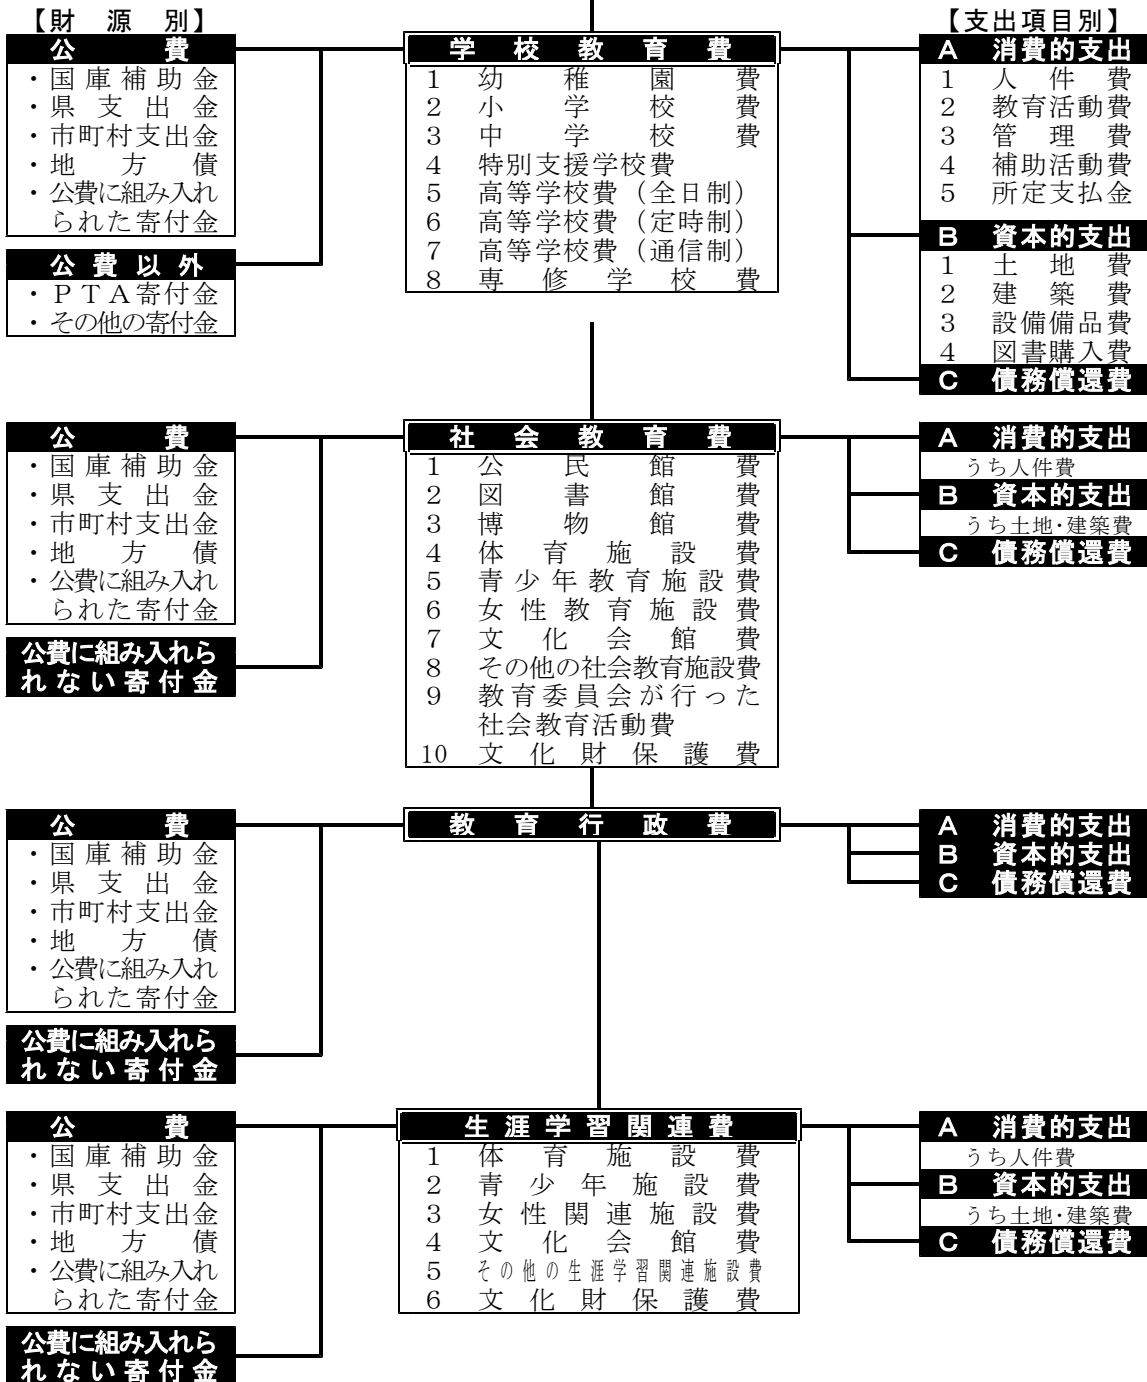 【財源別】
公費
・国庫補助金
・県支出金
・市町村支出金
・地方債
・公費に組み入れ
られた寄付金
公費以外
・ＰＴＡ寄付金
・その他の寄付金
学校教育費
1 幼稚園費
2 小学校費
3 中学校費
4 特別支援学校費
5 高等学校費（全日制）
6 高等学校費（定時制）
7 高等学校費（通信制）
8 専修学校費
【支出項目別】
Ａ 消費的支出
1 人件費
2 教育活動費
3 管理費
4 補助活動費
5 所定支払金
Ｂ 資本的支出
1 土地費
2 建築費
3 設備備品費
4 図書購入費
Ｃ 債務償還費
公費
・国庫補助金
・県支出金
・市町村支出金
・地方債
・公費に組み入れ
られた寄付金
公費に組み入れら
れない寄付金
社会教育費
1 公民館費
2 図書館費
3 博物館費
4 体育施設費
5 青少年教育施設費
6 女性教育施設費
7 文化会館費
8 その他の社会教育施設費
9 教育委員会が行った
社会教育活動費
10 文化財保護費
Ａ 消費的支出
うち人件費
Ｂ 資本的支出
うち土地・建築費
Ｃ 債務償還費
公費
・国庫補助金
・県支出金
・市町村支出金
・地方債
・公費に組み入れ
られた寄付金
公費に組み入れら
れない寄付金
教育行政費
Ａ 消費的支出
Ｂ 資本的支出
Ｃ 債務償還費
公費
・国庫補助金
・県支出金
・市町村支出金
・地方債
・公費に組み入れ
られた寄付金
公費に組み入れら
れない寄付金
生涯学習関連費
1 体育施設費
2 青少年施設費
3 女性関連施設費
4 文化会館費
5 その他の生涯学習関連施設費
6 文化財保護費
Ａ 消費的支出
うち人件費
Ｂ 資本的支出
うち土地・建築費
Ｃ 債務償還費